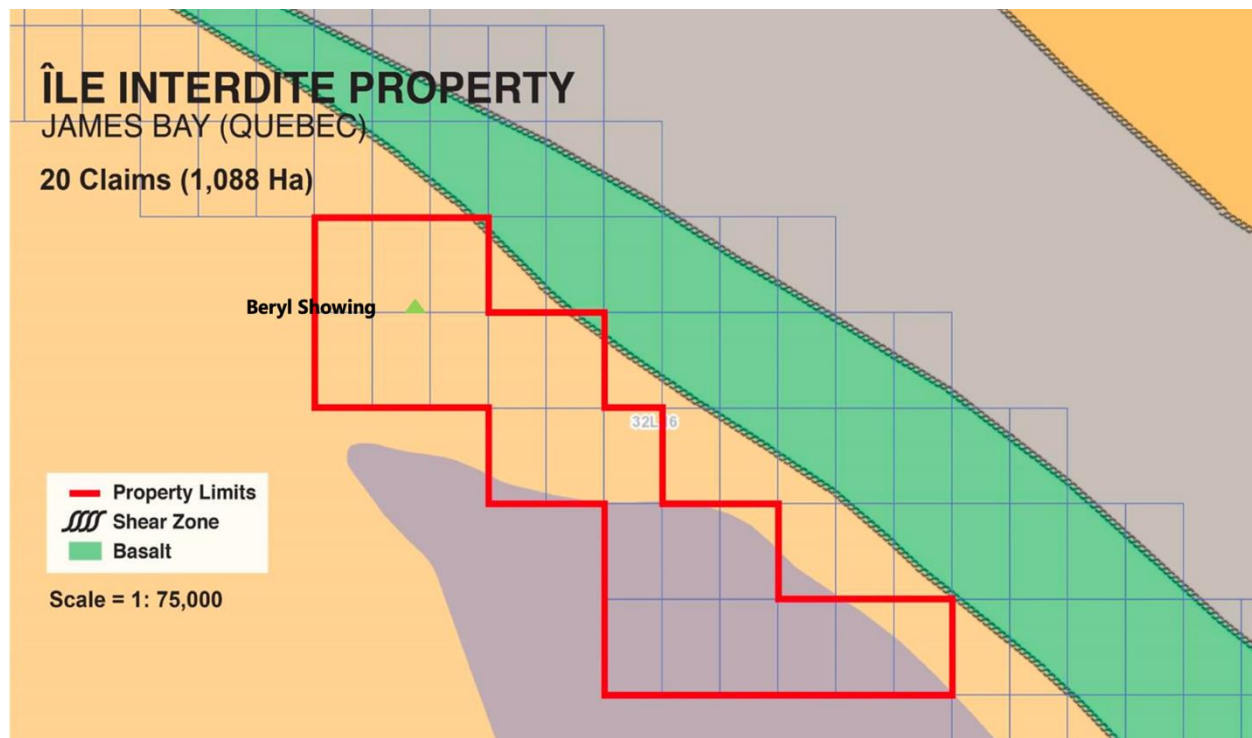 ÎLE INTERDITE PROPERTY
JAMES BAY (QUEBEC)
20 Claims (1,088 Ha)
Beryl Showing
Property Limits
Shear Zone
Basalt
Scale = 1: 75,000